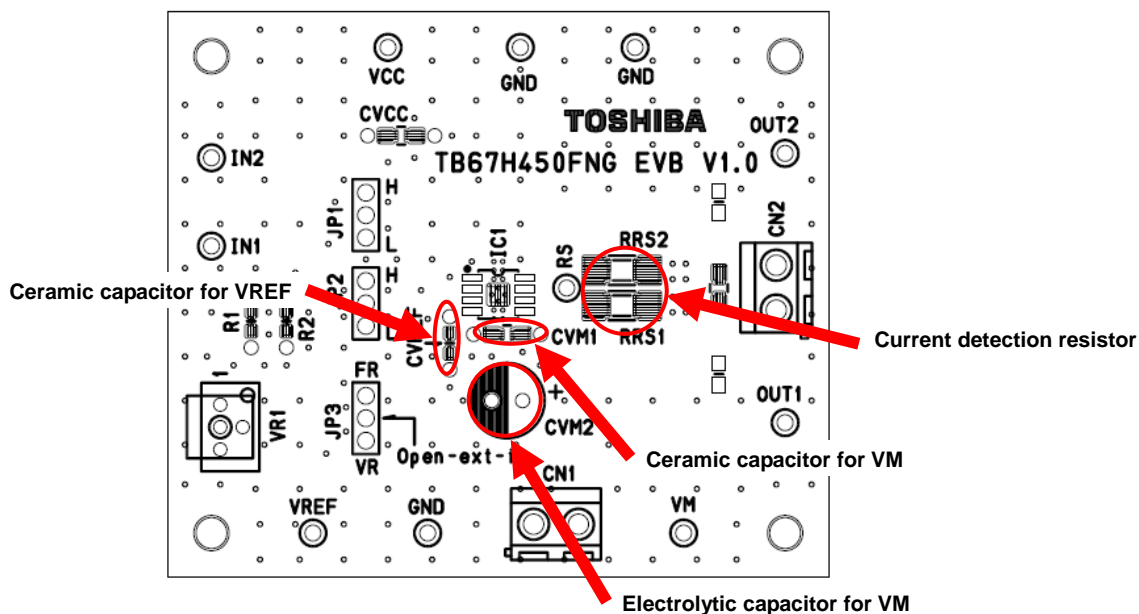 VCC
GND
GND
CVCC
TOSHIBA
OUT2
TB67H450FNG EVB V1.0
IN2
H
JP1
L
IN1
IC1
RS
RRS2
CN2
H
Ceramic capacitor for VREF
R1
R2
CVM1
RRS1
Current detection resistor
1
FR
JP3
VR1
+
CVM2
OUT1
VR
Ceramic capacitor for VM
CN1
VREF
GND
VM
Electrolytic capacitor for VM